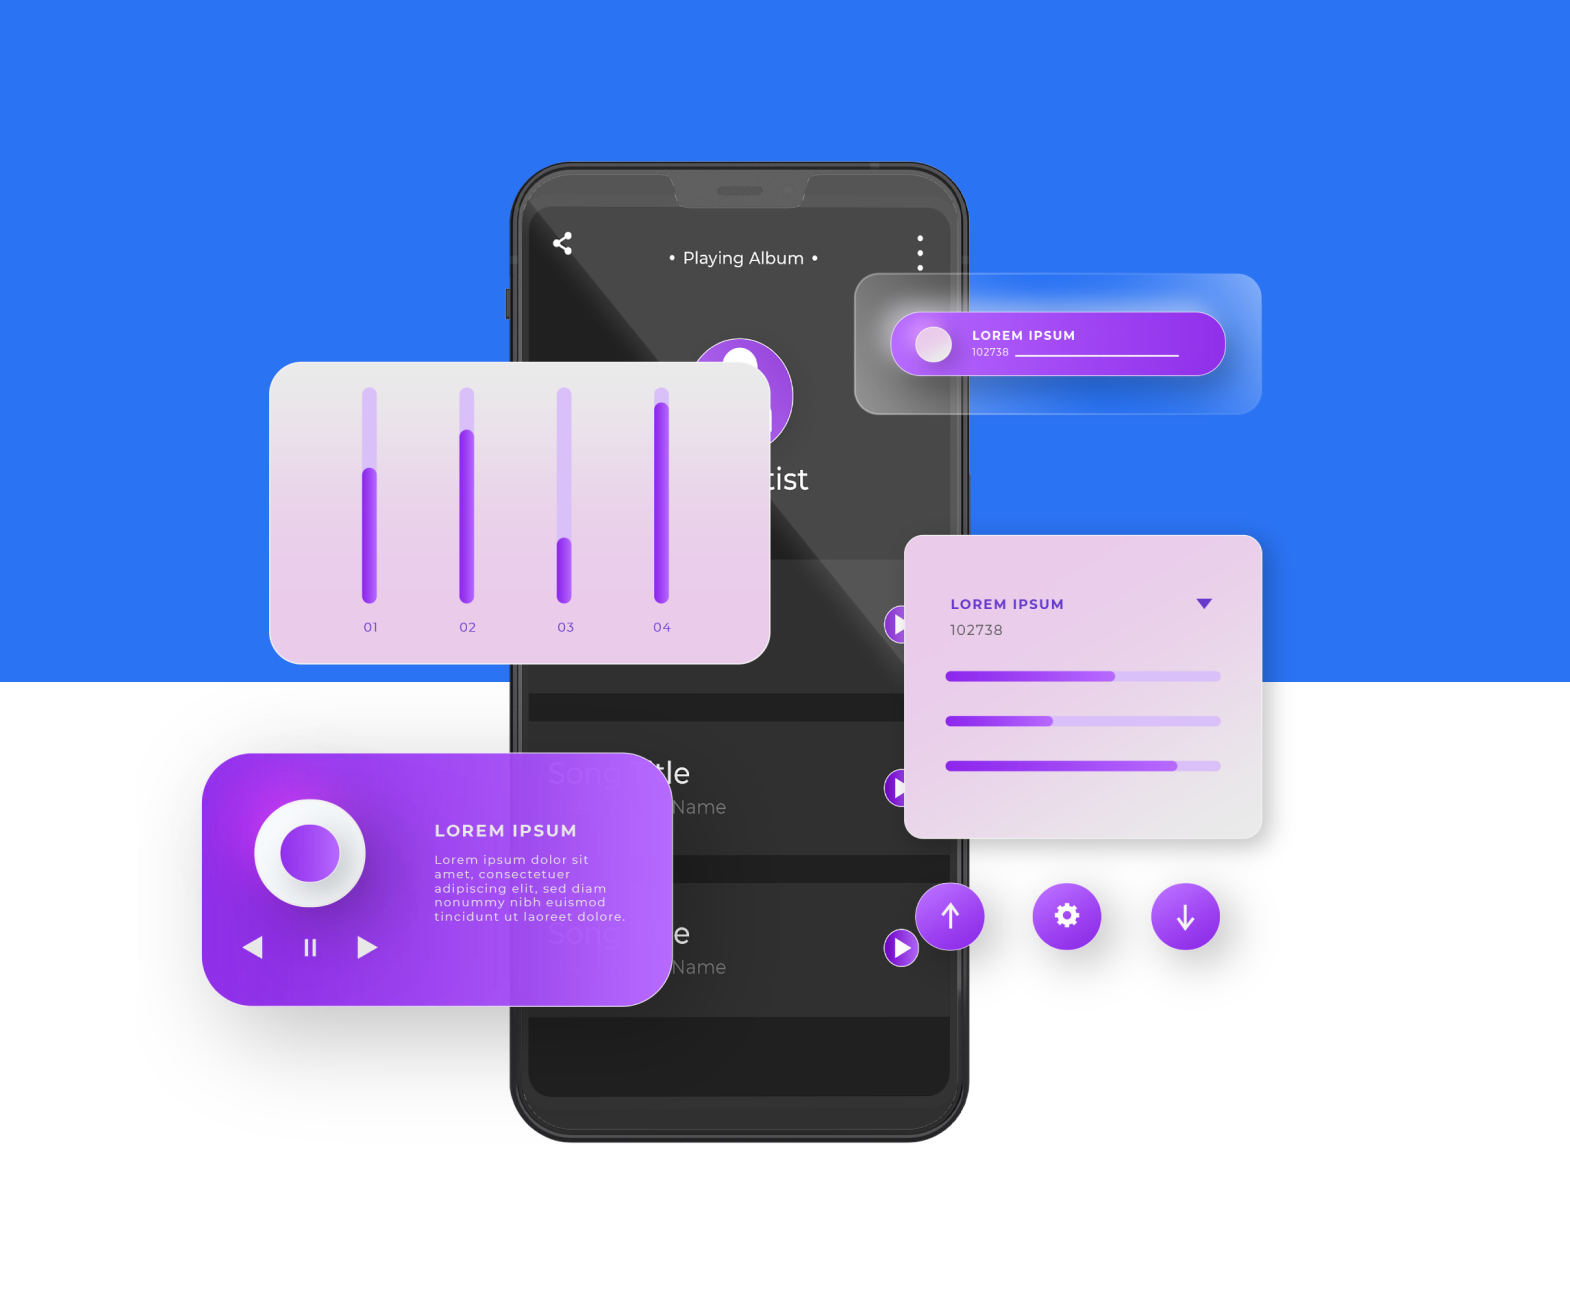 • Playing Album •
LOREM IPSUM
102738
tist
01 02 03 04
LOREM IPSUM
102738
Song Title
Name
LOREM IPSUM
Lorem ipsum dolor sit
amet, consectetuer
adipiscing elit, sed diam
nonummy nibh euismod
tincidunt ut laoreet dolore.
Song e
Name